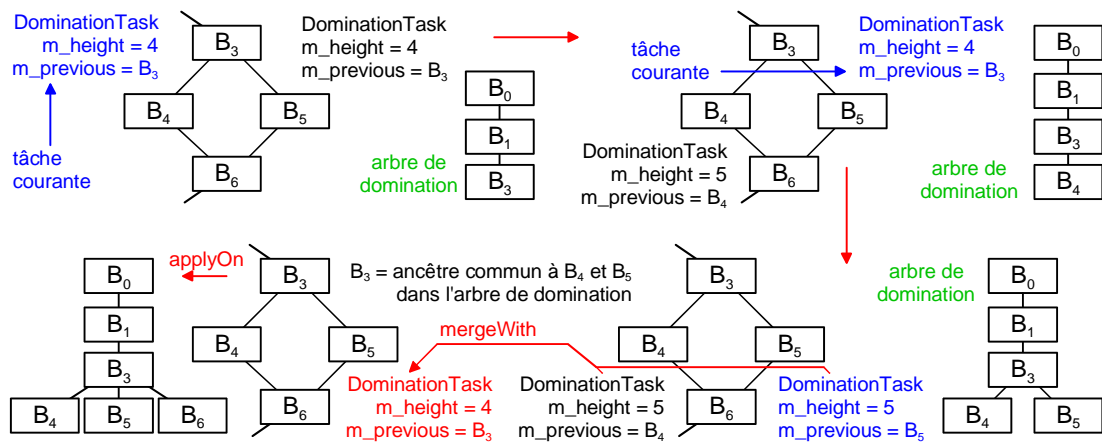 DominationTask
m_height = 4
m_previous = B₃
tâche
courante
B₃
B₄
B₅
B₆
DominationTask
m_height = 4
m_previous = B₃
B₀
B₁
B₃
arbre de
domination
tâche
courante
B₃
B₄
B₅
B₆
DominationTask
m_height = 4
m_previous = B₃
DominationTask
m_height = 5
m_previous = B₄
B₀
B₁
B₃
B₄
arbre de
domination
B₀
B₁
B₃
B₄
B₅
B₆
applyOn
B₃
B₄
B₅
B₆
B₃ = ancêtre commun à B₄ et B₅
dans l'arbre de domination
mergeWith
DominationTask
m_height = 4
m_previous = B₃
B₃
B₄
B₅
B₆
DominationTask
m_height = 5
m_previous = B₄
DominationTask
m_height = 5
m_previous = B₅
arbre de
domination
B₀
B₁
B₃
B₄
B₅